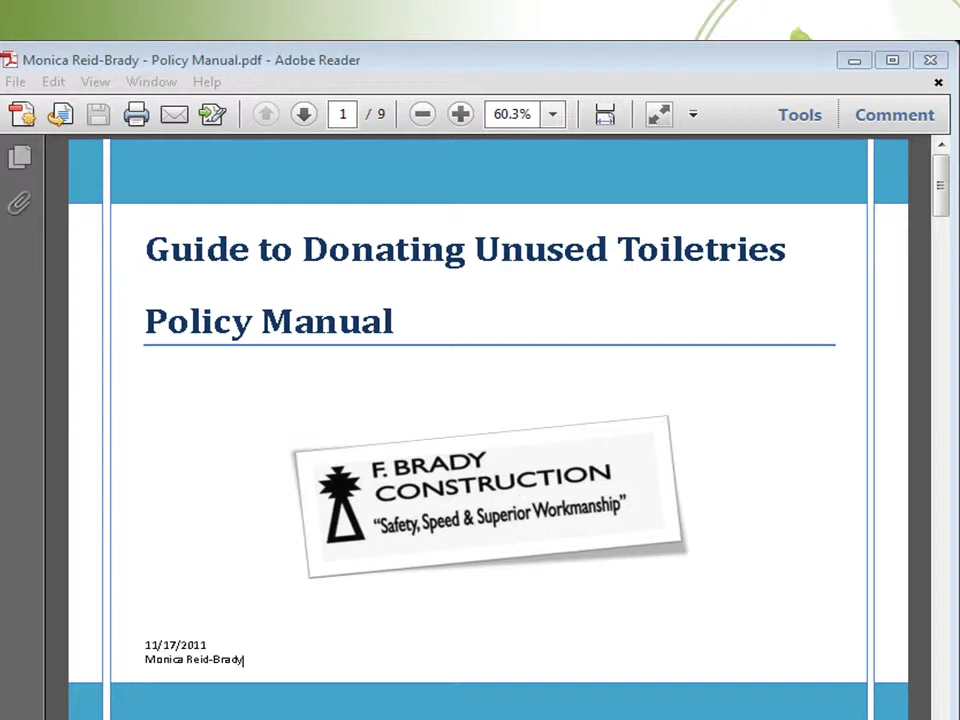 Monica Reid-Brady - Policy Manual.pdf - Adobe Reader
File Edit View Window Help
1 / 9 60.3% Tools Comment
Guide to Donating Unused Toiletries
Policy Manual
F. BRADY
CONSTRUCTION
“Safety, Speed & Superior Workmanship”
11/17/2011
Monica Reid-Brady